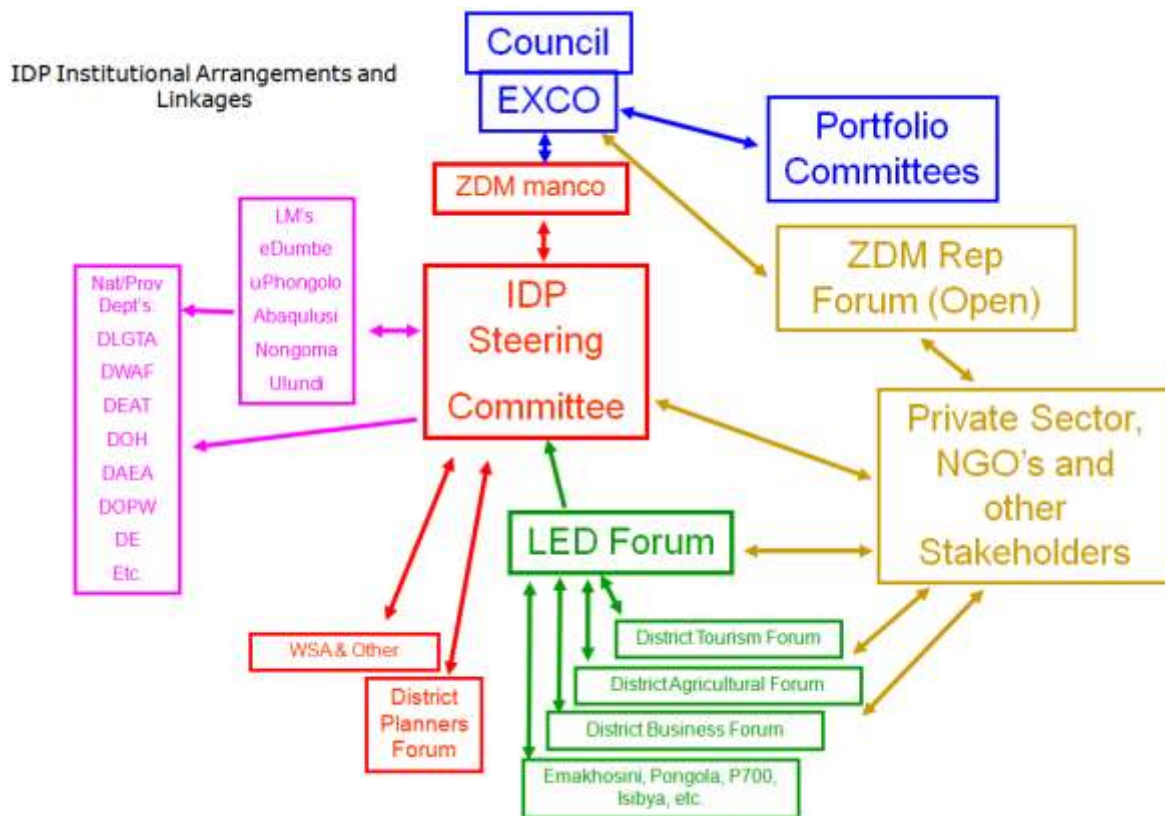 IDP Institutional Arrangements and
Linkages
Council
EXCO
Portfolio
Committees
ZDM manco
ZDM Rep
Forum (Open)
LM's
eDumbe
uPhongolo
Abaqulusi
Nongoma
Ulundi
Nat/Prov
Dept's
DLGTA
DWAF
DEAT
DOH
DAEA
DOPW
DE
Etc.
IDP
Steering
Committee
Private Sector,
NGO's and
other
Stakeholders
LED Forum
WSA & Other
District
Planners
Forum
District Tourism Forum
District Agricultural Forum
District Business Forum
Emakhosini, Pongola, P700,
Isibya, etc.